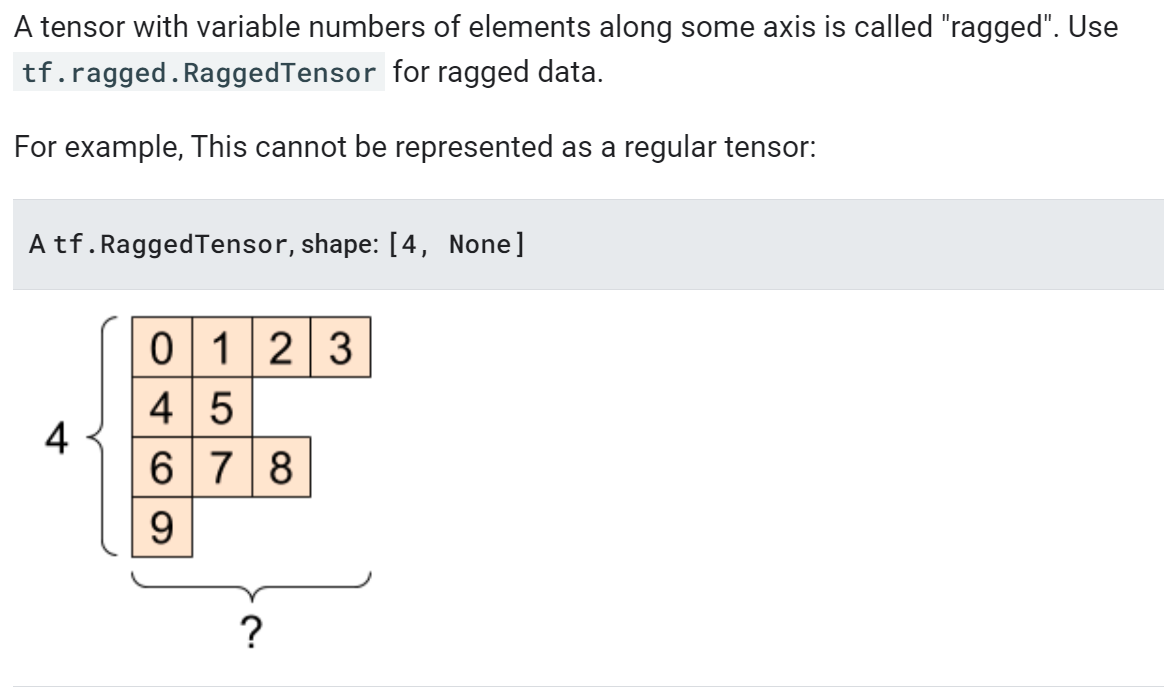 A tensor with variable numbers of elements along some axis is called "ragged". Use
tf.ragged.RaggedTensor for ragged data.
For example, This cannot be represented as a regular tensor:
A tf.RaggedTensor, shape: [4, None]
0 1 2 3
4 5
4
6 7 8
9
?